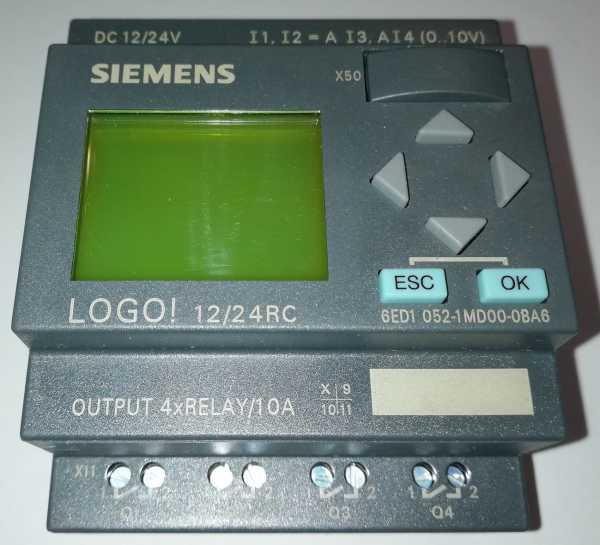 DC 12/24V I1, I2 = A I3, AI4 (0..10V)
SIEMENS
X50
ESC OK
LOGO! 12/24RC
6ED1 052-1MD00-0BA6
OUTPUT 4xRELAY/10A
X 9
10 11
X11
1 2 1 2 1 2 1 2
Q3 Q4